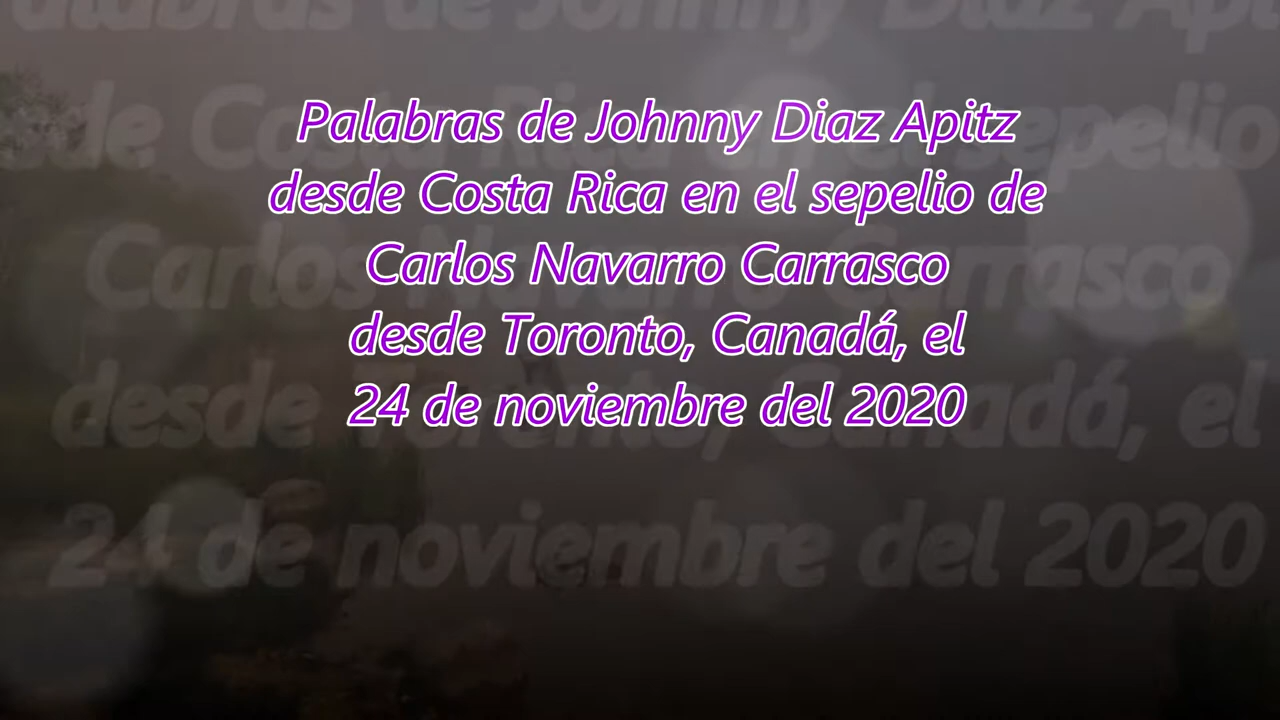 Palabras de Johnny Diaz Apitz
desde Costa Rica en el sepelio de
Carlos Navarro Carrasco
desde Toronto, Canadá, el
24 de noviembre del 2020